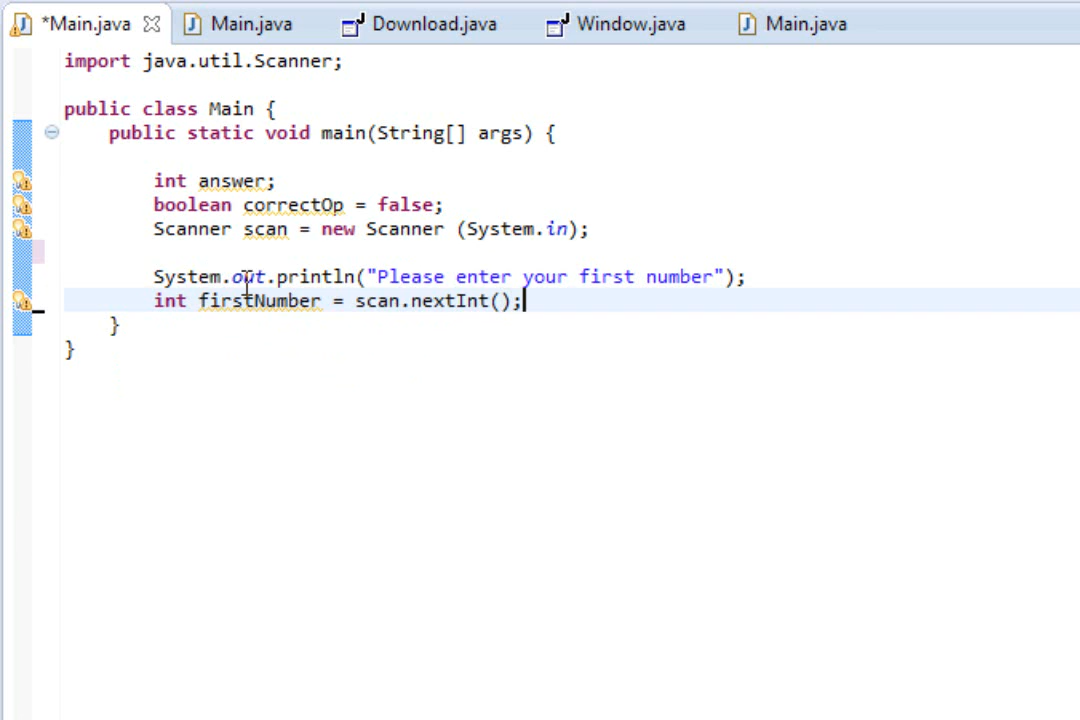 *Main.java Main.java Download.java Window.java Main.java
import java.util.Scanner;
public class Main {
public static void main(String[] args) {
int answer;
boolean correctOp = false;
Scanner scan = new Scanner (System.in);
System.out.println("Please enter your first number");
int firstNumber = scan.nextInt();
}
}